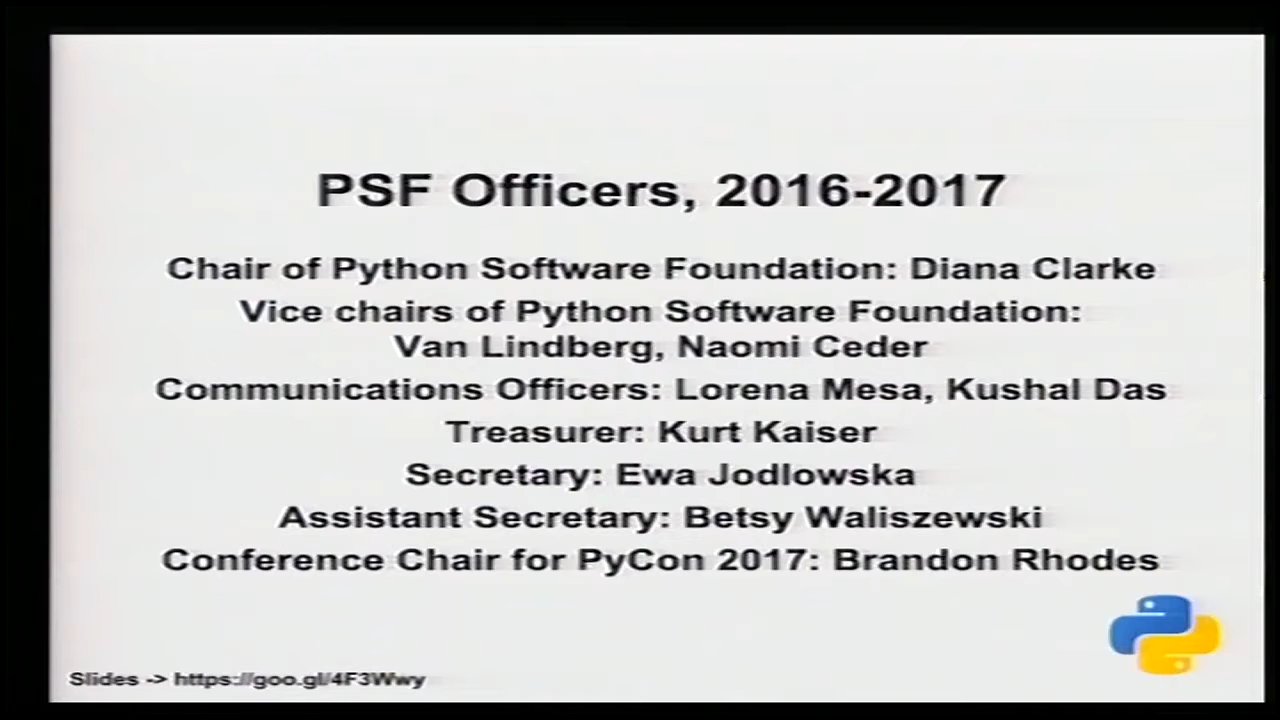 PSF Officers, 2016-2017
Chair of Python Software Foundation: Diana Clarke
Vice chairs of Python Software Foundation:
Van Lindberg, Naomi Ceder
Communications Officers: Lorena Mesa, Kushal Das
Treasurer: Kurt Kaiser
Secretary: Ewa Jodlowska
Assistant Secretary: Betsy Waliszewski
Conference Chair for PyCon 2017: Brandon Rhodes
Slides -> https://goo.gl/4F3Wwy